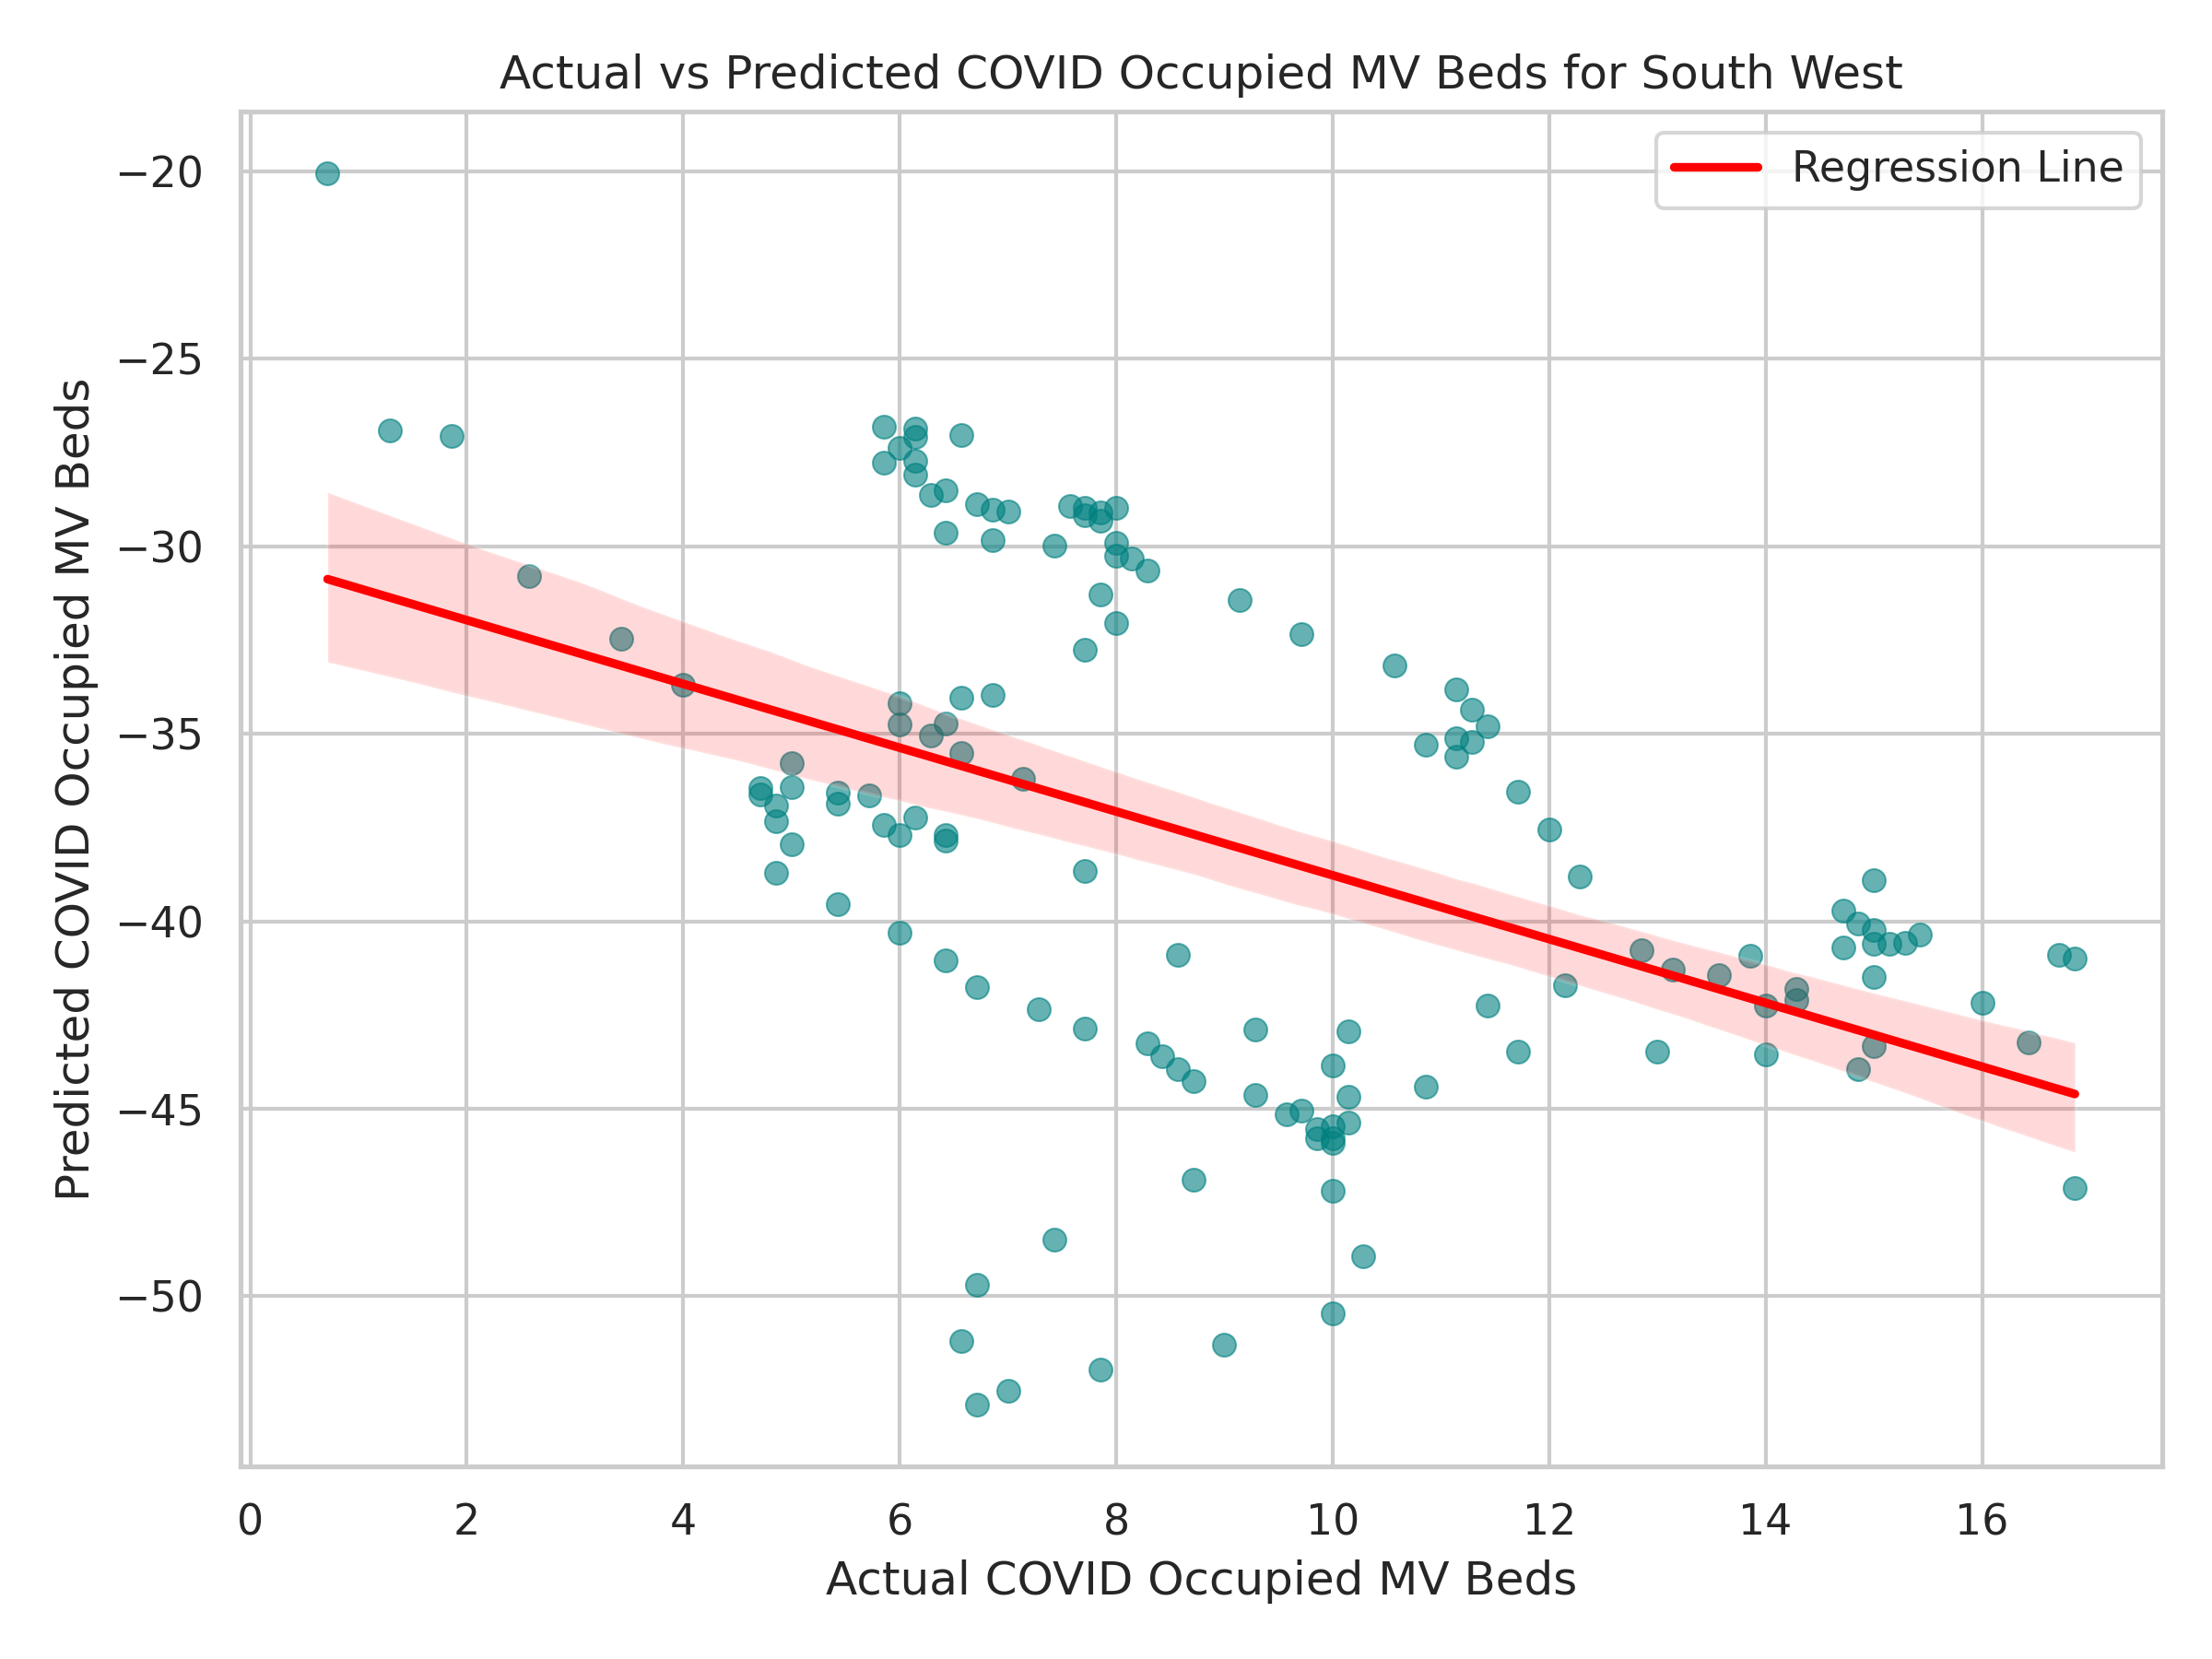 Actual vs Predicted COVID Occupied MV Beds for South West
Regression Line
−20
−25
−30
−35
−40
−45
−50
Predicted COVID Occupied MV Beds
0 2 4 6 8 10 12 14 16
Actual COVID Occupied MV Beds